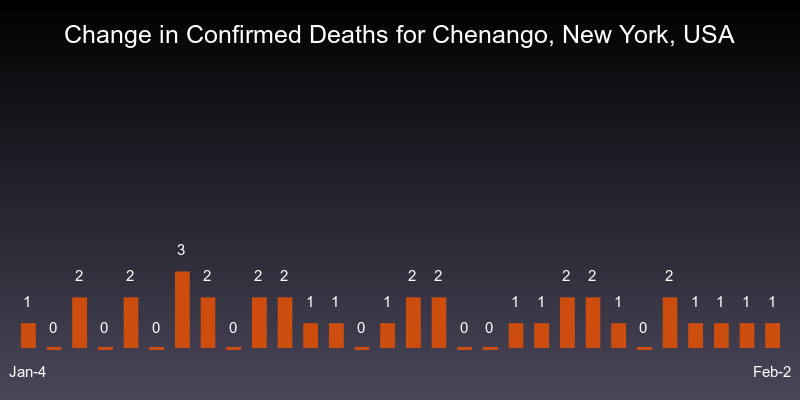 Change in Confirmed Deaths for Chenango, New York, USA
3
2 2 2 2 2 2 2 2 2 2
1 1 1 1 1 1 1 1 1 1 1
0 0 0 0 0 0 0 0
Jan-4 Feb-2